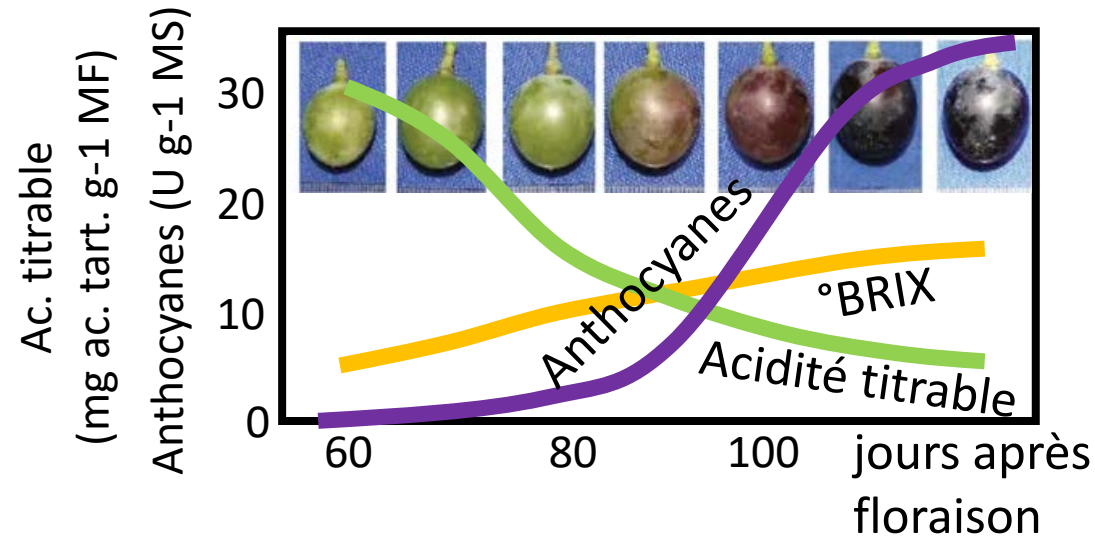 Ac. titrable
(mg ac. tart. g-1 MF)
Anthocyanes (U g-1 MS)
30
20
10
0
Anthocyanes
°BRIX
Acidité titrable
60 80 100 jours après
floraison